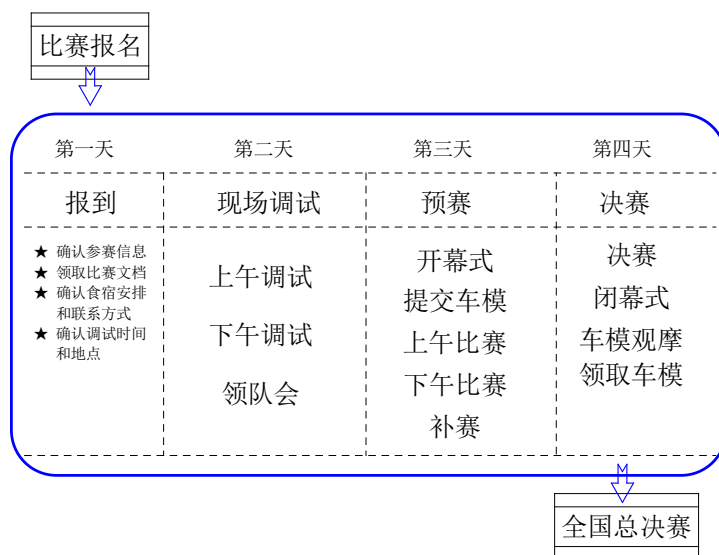 比赛报名
第一天
第二天
第三天
第四天
报到
现场调试
预赛
决赛
★ 确认参赛信息
★ 领取比赛文档
★ 确认食宿安排
和联系方式
★ 确认调试时间
和地点
上午调试
下午调试
领队会
开幕式
提交车模
上午比赛
下午比赛
补赛
决赛
闭幕式
车模观摩
领取车模
全国总决赛